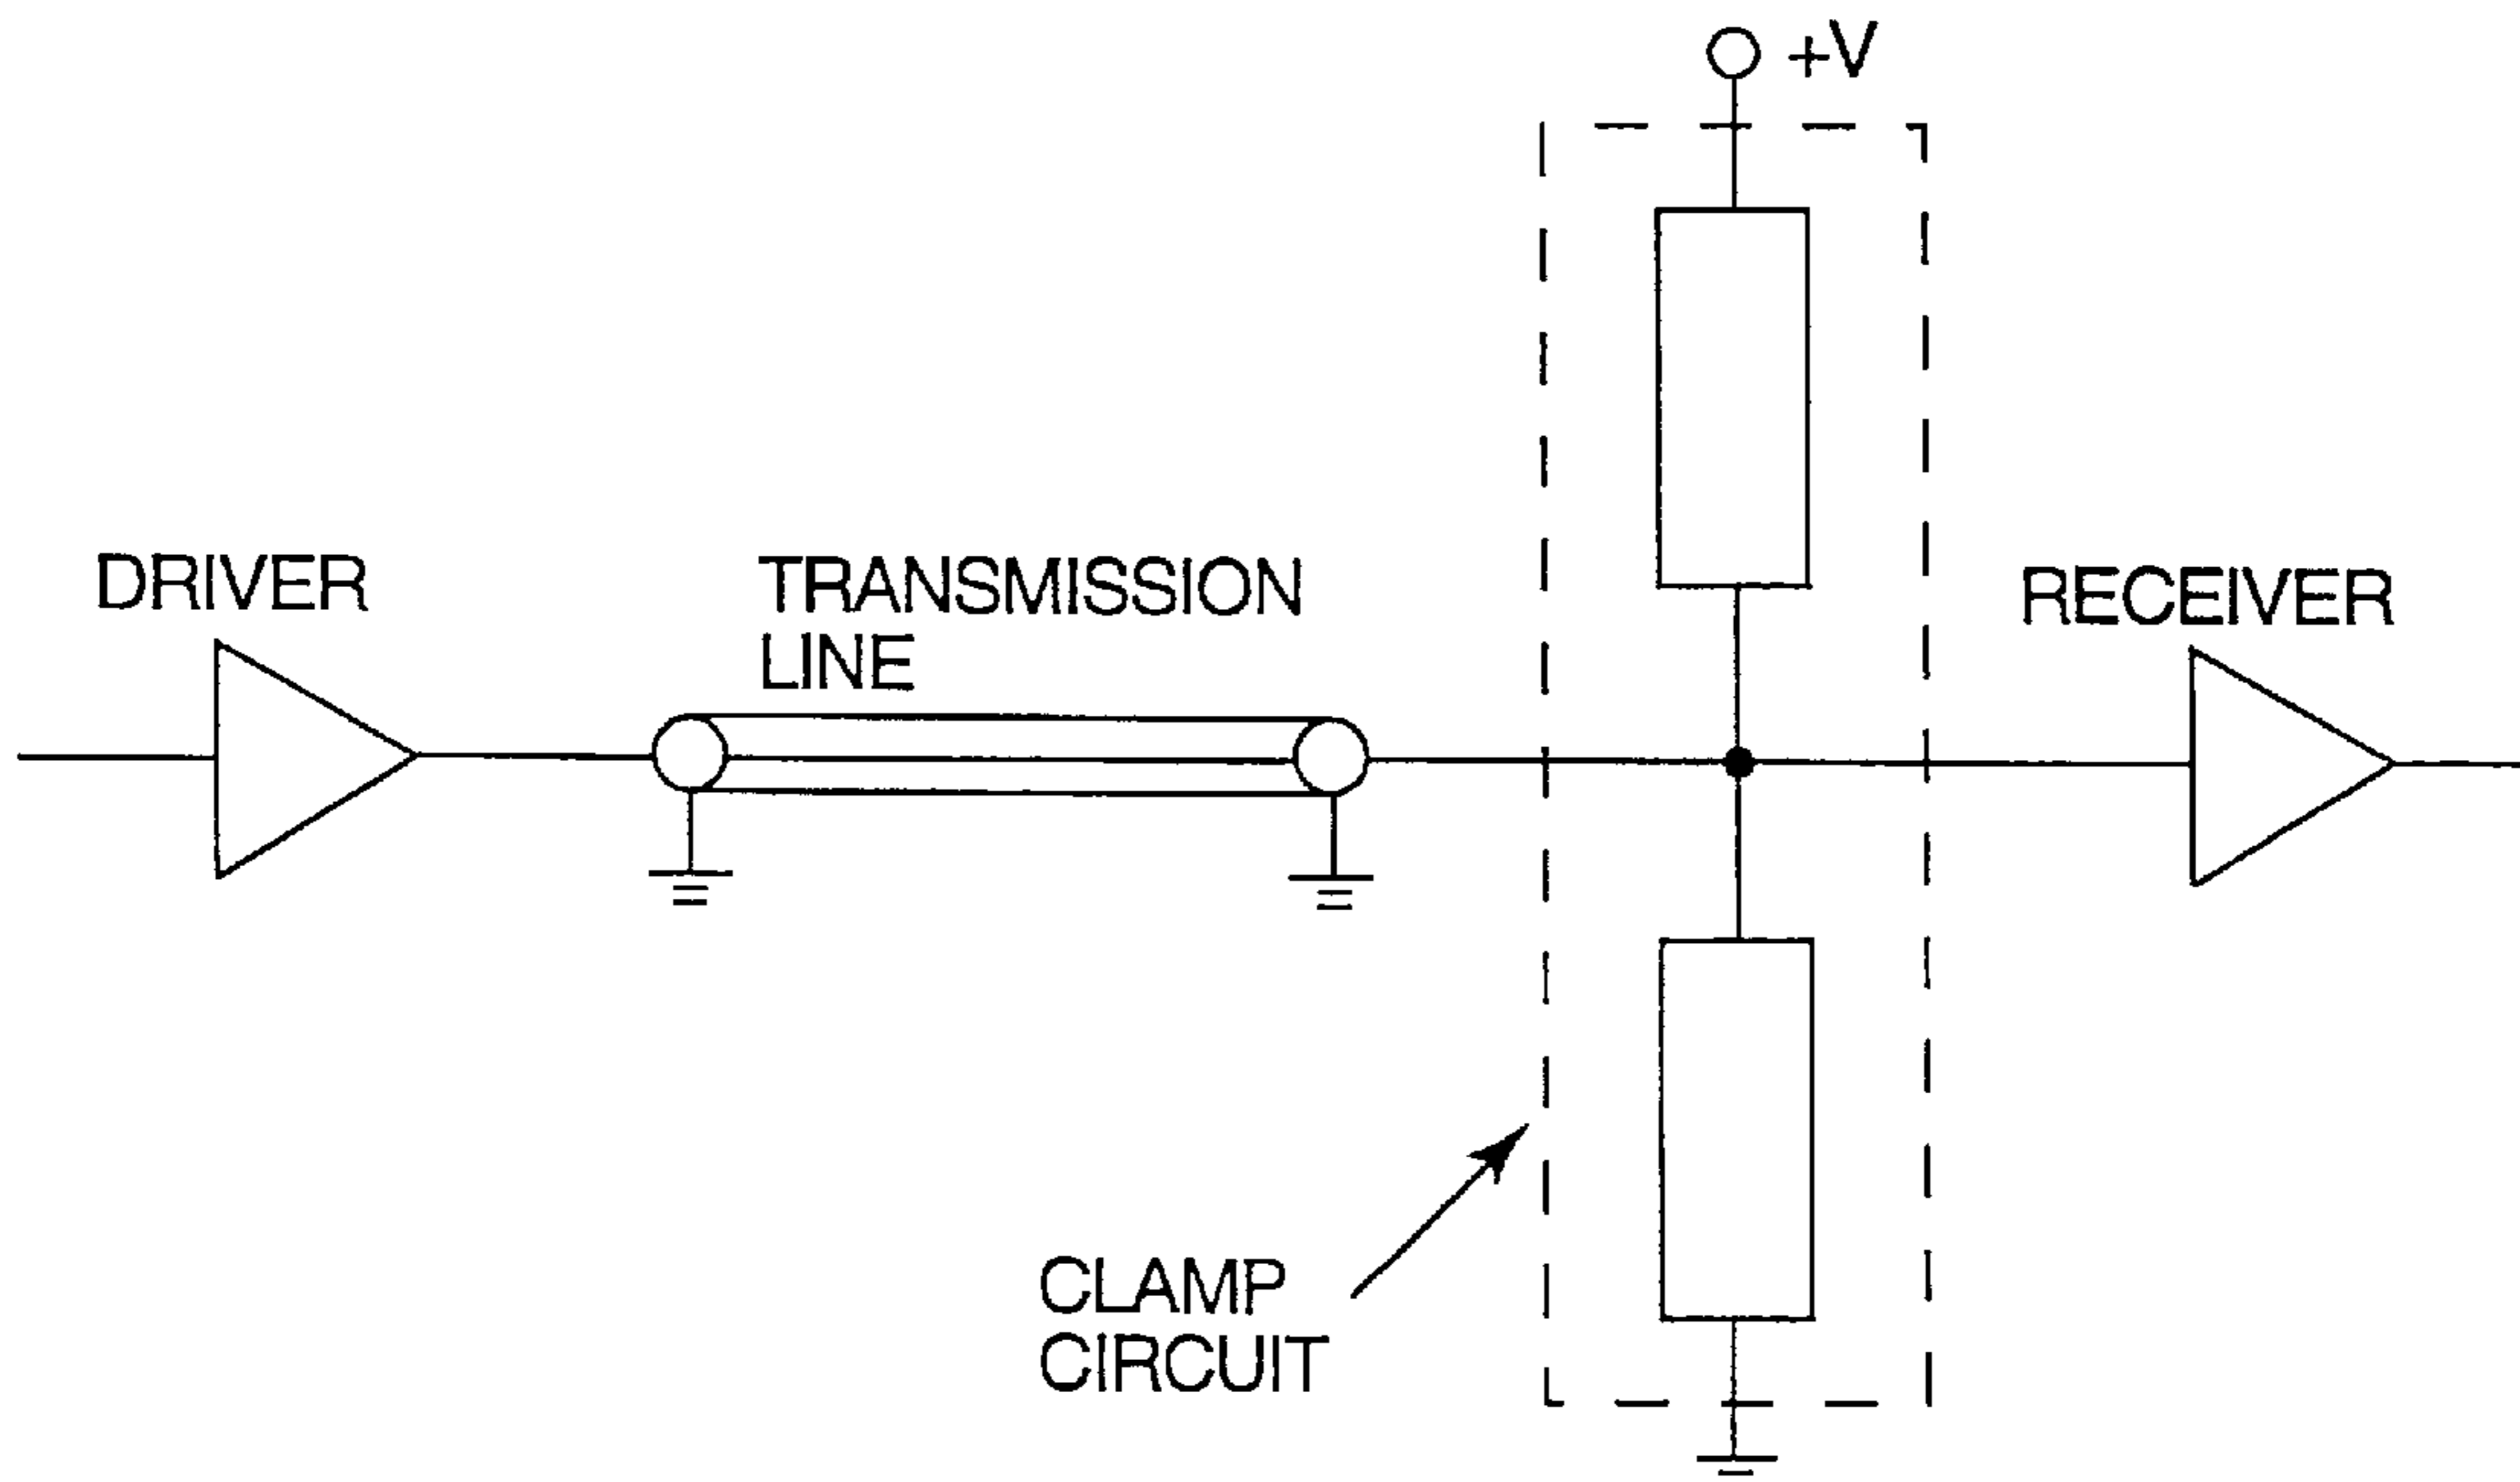 +V
DRIVER
TRANSMISSION
LINE
RECEIVER
CLAMP
CIRCUIT